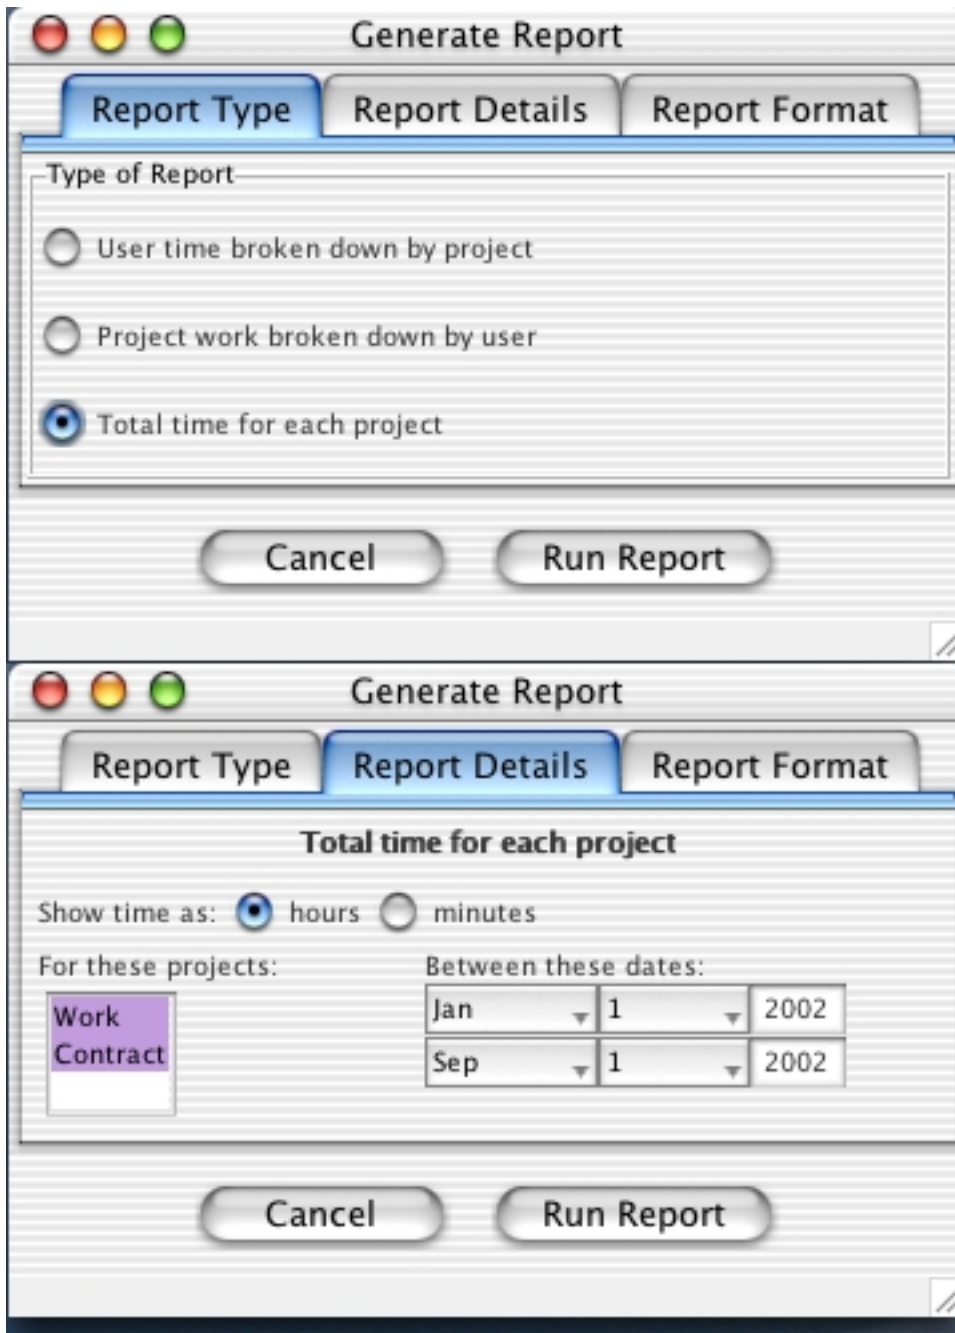 Generate Report
Report Type Report Details Report Format
Type of Report
User time broken down by project
Project work broken down by user
Total time for each project
Cancel Run Report
Generate Report
Report Type Report Details Report Format
Total time for each project
Show time as: hours minutes
For these projects: Between these dates:
Work
Contract
Jan 1 2002
Sep 1 2002
Cancel Run Report